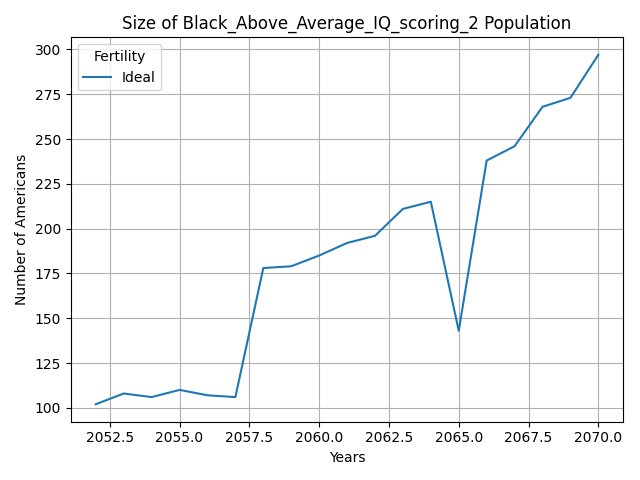 Size of Black_Above_Average_IQ_scoring_2 Population
Fertility
Ideal
300
275
250
225
200
175
150
125
100
Number of Americans
2052.5 2055.0 2057.5 2060.0 2062.5 2065.0 2067.5 2070.0
Years